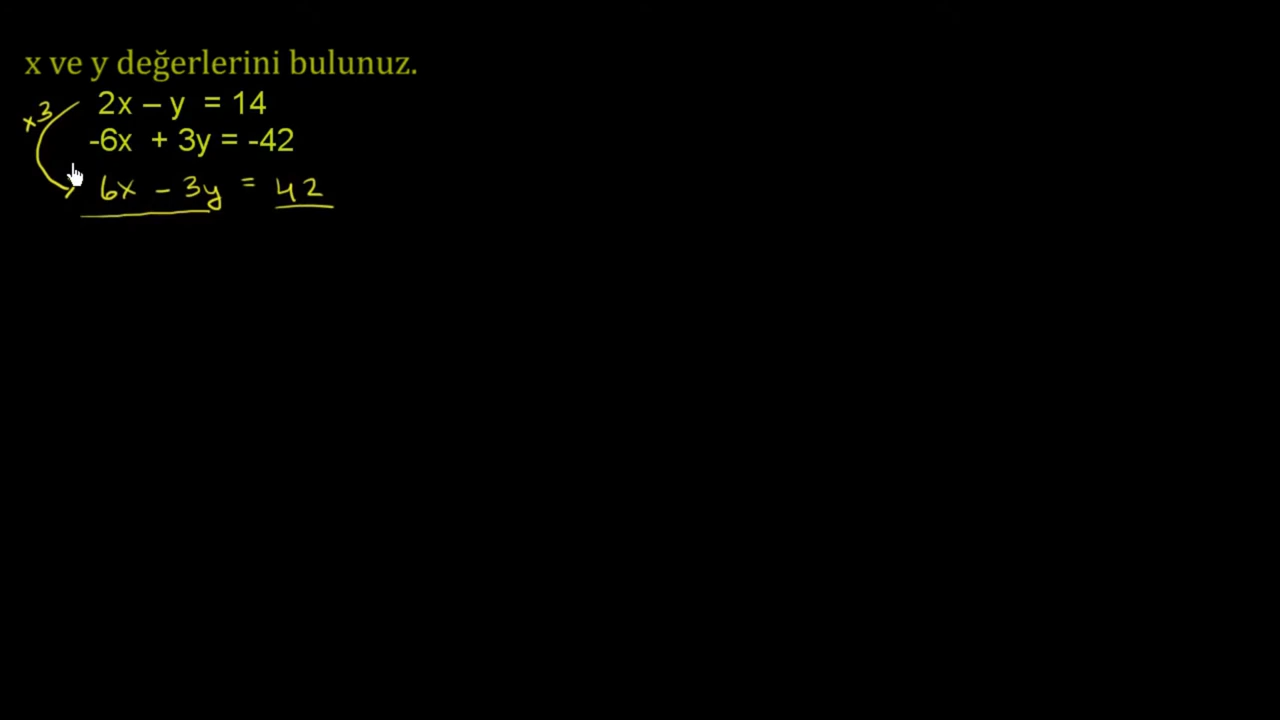 x ve y değerlerini bulunuz.
x3
2x – y = 14
-6x + 3y = -42
6x - 3y = 42